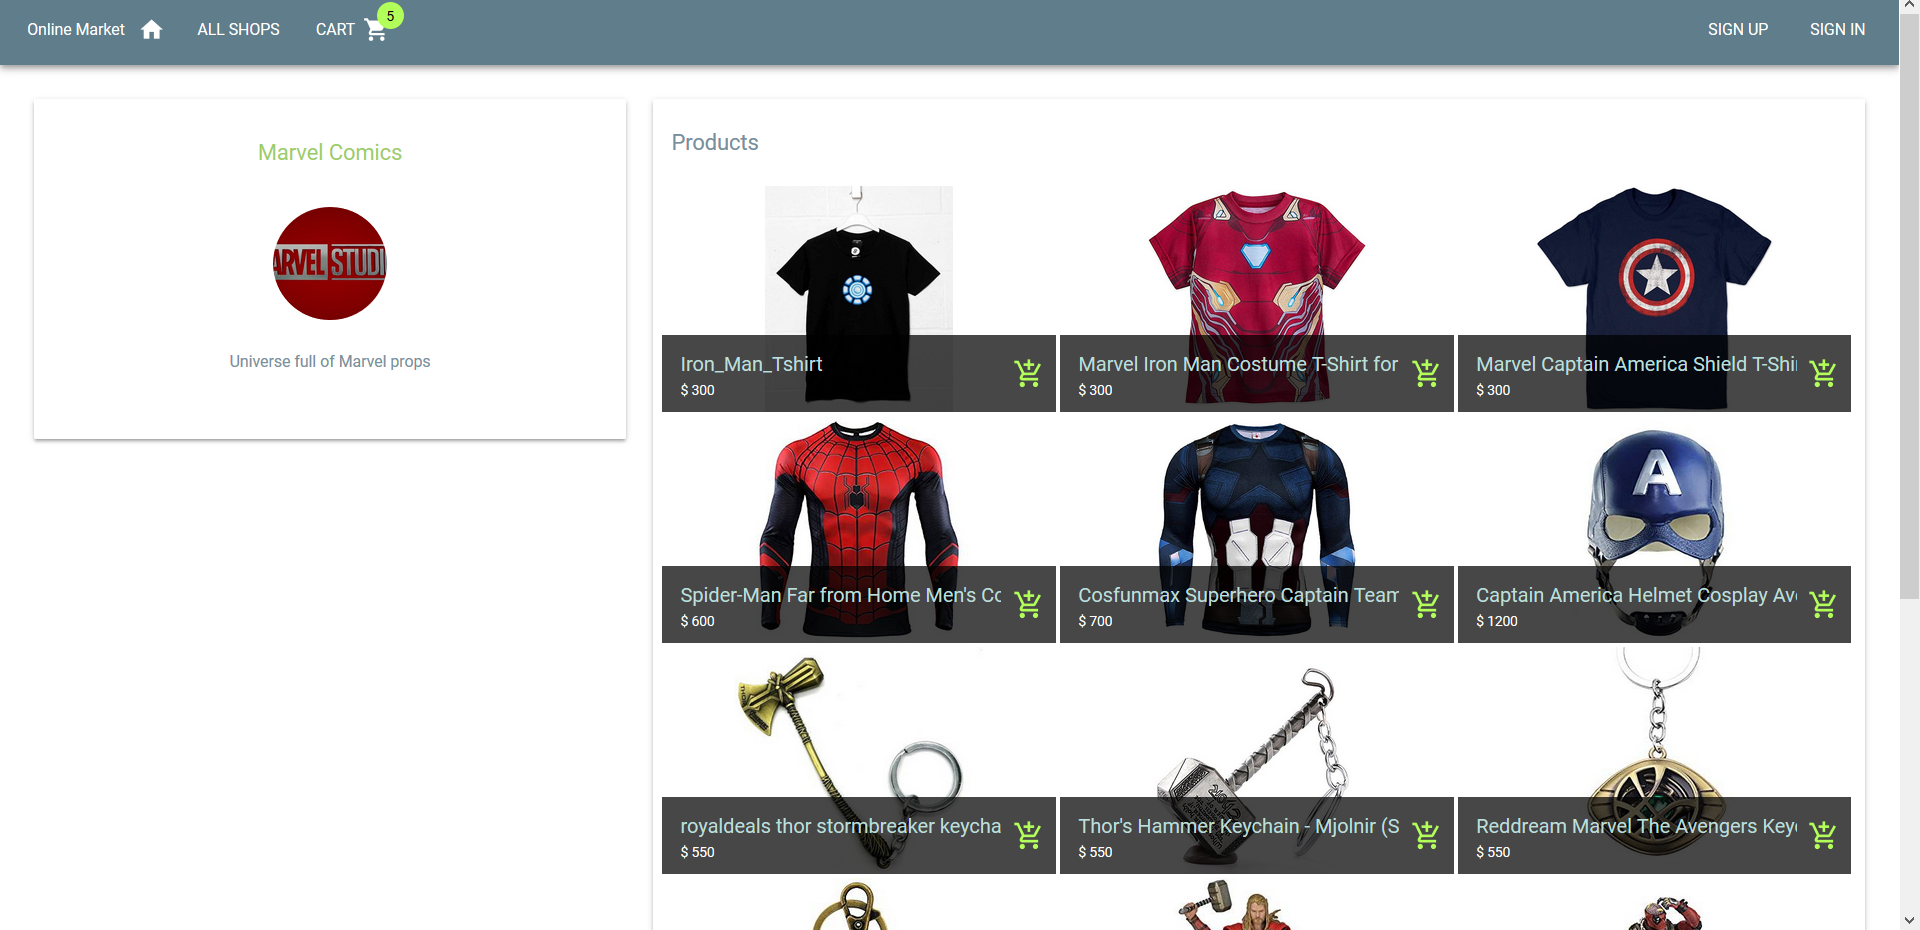 Online Market
ALL SHOPS
CART
5
SIGN UP
SIGN IN
Marvel Comics
ARVEL STUDI
Universe full of Marvel props
Products
Iron_Man_Tshirt
$ 300
Marvel Iron Man Costume T-Shirt for
$ 300
Marvel Captain America Shield T-Shi
$ 300
Spider-Man Far from Home Men's Co
$ 600
Cosfunmax Superhero Captain Team
$ 700
A
Captain America Helmet Cosplay Av
$ 1200
royaldeals thor stormbreaker keycha
$ 550
Thor's Hammer Keychain - Mjolnir (S
$ 550
Reddream Marvel The Avengers Key
$ 550